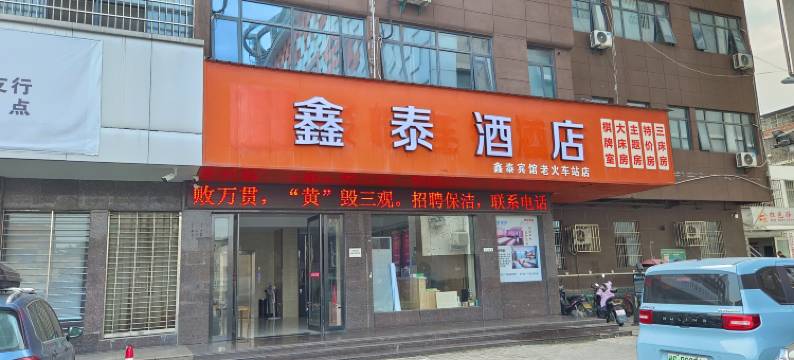 支行
点
鑫泰酒店
鑫泰宾馆老火车站店
棋牌室
大床房
主题房
特价房
三床房
败万贯，“黄”毁三观。招聘保洁，联系电话